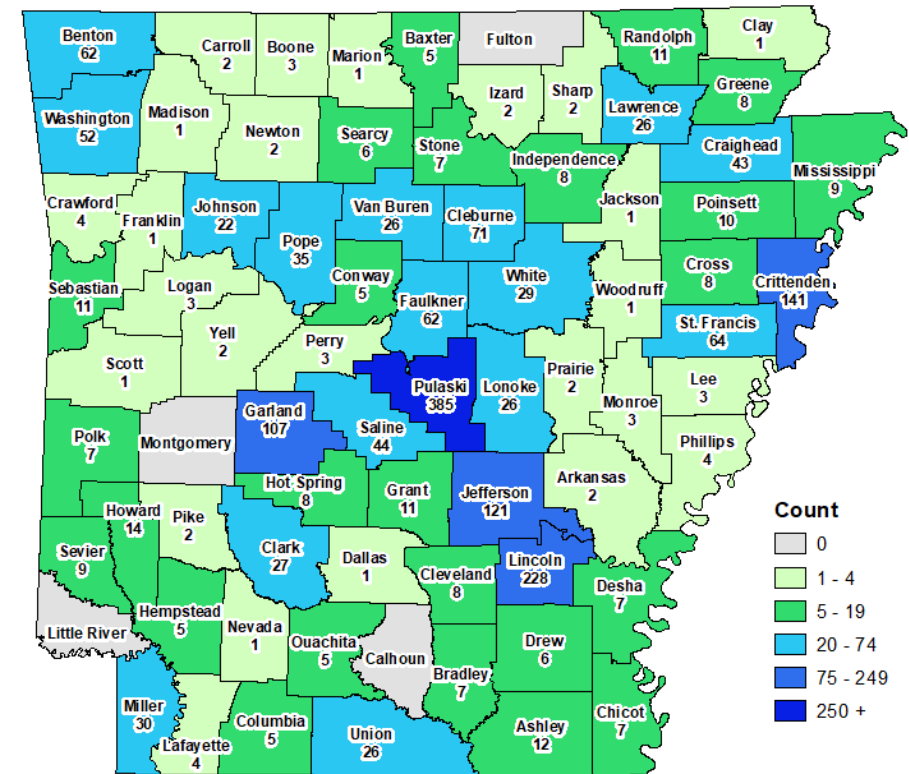 Benton
62
Carroll
2
Boone
3
Marion
1
Baxter
5
Fulton
Randolph
11
Clay
1
Washington
52
Madison
1
Newton
2
Searcy
6
Stone
7
Izard
2
Sharp
2
Lawrence
26
Greene
8
Independence
8
Craighead
43
Mississippi
9
Crawford
4
Franklin
1
Johnson
22
Pope
35
Van Buren
26
Cleburne
71
Jackson
1
Poinsett
10
Sebastian
11
Logan
3
Conway
5
Faulkner
62
White
29
Woodruff
1
Cross
8
Crittenden
141
Scott
1
Yell
2
Perry
3
Pulaski
385
Lonoke
26
Prairie
2
St. Francis
64
Monroe
3
Lee
3
Phillips
4
Polk
7
Montgomery
Garland
107
Saline
44
Hot Spring
8
Grant
11
Jefferson
121
Arkansas
2
Howard
14
Pike
2
Clark
27
Dallas
1
Cleveland
8
Lincoln
228
Desha
7
Sevier
9
Little River
Hempstead
5
Nevada
1
Ouachita
5
Calhoun
Bradley
7
Drew
6
Miller
30
Lafayette
4
Columbia
5
Union
26
Ashley
12
Chicot
7
Count
0
1 - 4
5 - 19
20 - 74
75 - 249
250 +